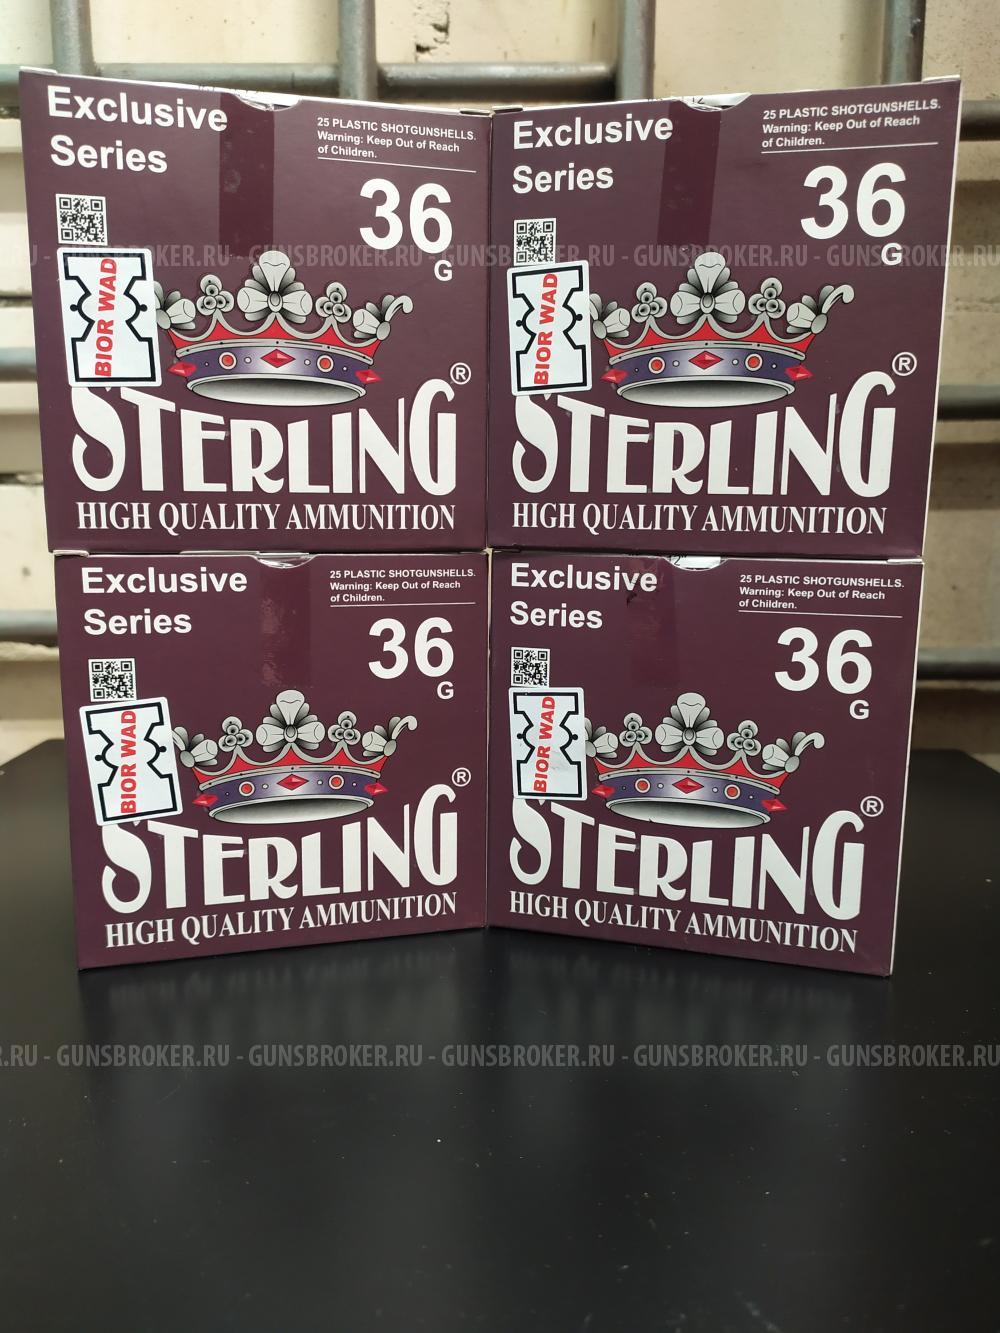 Exclusive
Series
25 PLASTIC SHOTGUNSHELLS.
Warning: Keep Out of Reach
of Children.
36
G
BIOR WAD
STERLING®
HIGH QUALITY AMMUNITION
Exclusive
Series
25 PLASTIC SHOTGUNSHELLS.
Warning: Keep Out of Reach
of Children.
36
G
BIOR WAD
STERLING®
HIGH QUALITY AMMUNITION
.RU - GUNSBROKER.RU - GUNSBROKER.RU - GUNSBROKER.RU - GUNSBROKER.RU
Exclusive
Series
25 PLASTIC SHOTGUNSHELLS.
Warning: Keep Out of Reach
of Children.
36
G
BIOR WAD
STERLING®
HIGH QUALITY AMMUNITION
Exclusive
Series
25 PLASTIC SHOTGUNSHELLS.
Warning: Keep Out of Reach
of Children.
36
G
BIOR WAD
STERLING®
HIGH QUALITY AMMUNITION
.RU - GUNSBROKER.RU - GUNSBROKER.RU - GUNSBROKER.RU - GUNSBROKER.RU - GUNSBROKER.RU